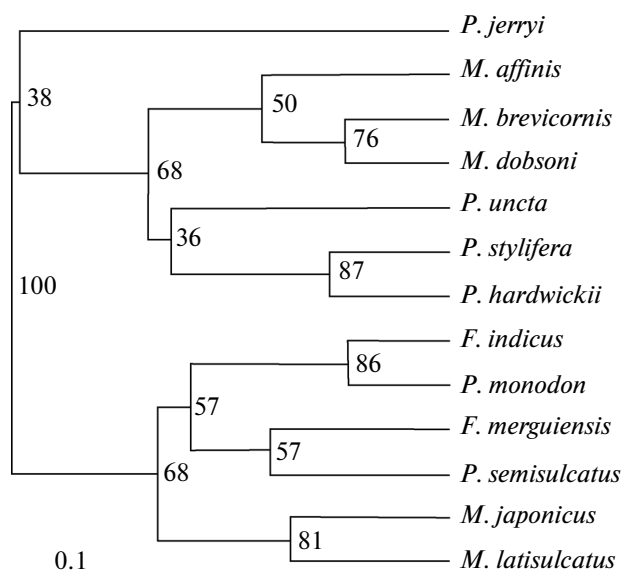 P. jerryi
M. affinis
38
50
M. brevicornis
76
M. dobsoni
68
P. uncta
36
P. stylifera
87
100
P. hardwickii
F. indicus
86
P. monodon
57
F. merguiensis
57
68
P. semisulcatus
M. japonicus
81
0.1
M. latisulcatus